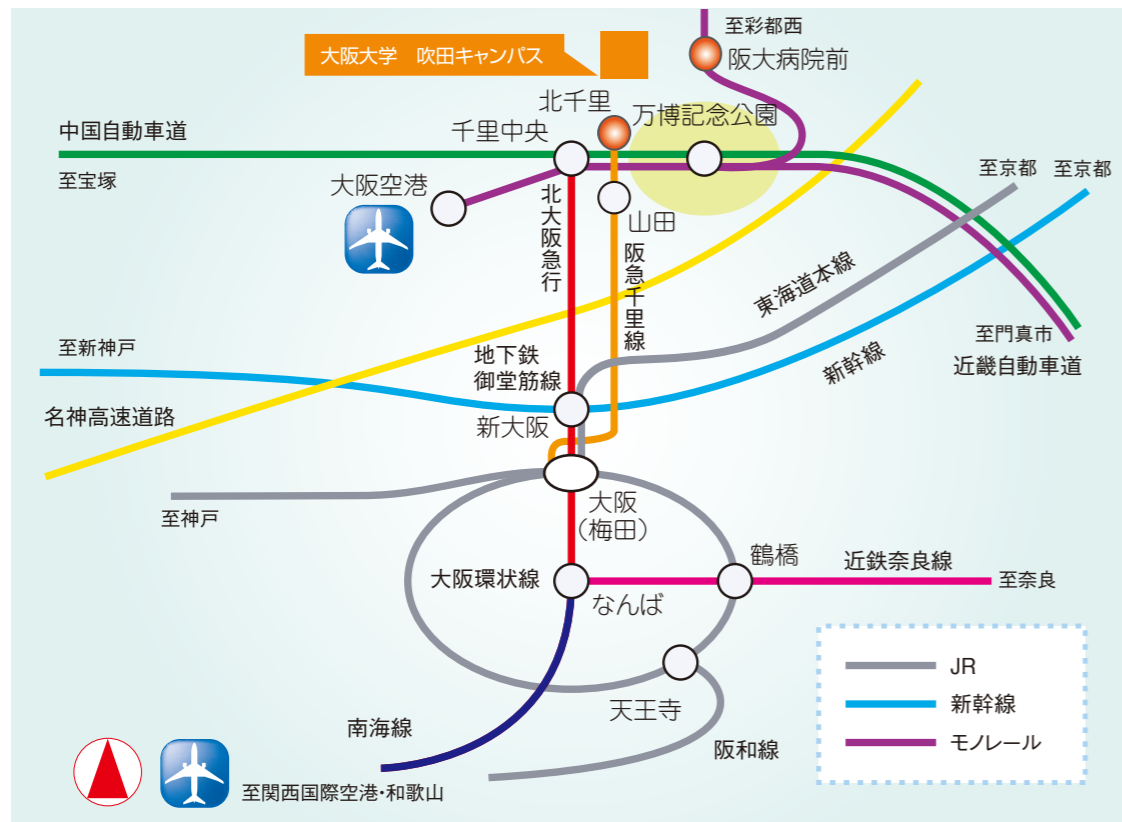 至彩都西
大阪大学　吹田キャンパス
阪大病院前
北千里
万博記念公園
中国自動車道
千里中央
至宝塚
大阪空港
至京都
至京都
山田
北大阪急行
阪急千里線
東海道本線
至新神戸
地下鉄
御堂筋線
新幹線
至門真市
近畿自動車道
名神高速道路
新大阪
至神戸
大阪
（梅田）
大阪環状線
鶴橋
近鉄奈良線
至奈良
なんば
JR
天王寺
新幹線
南海線
阪和線
モノレール
至関西国際空港・和歌山